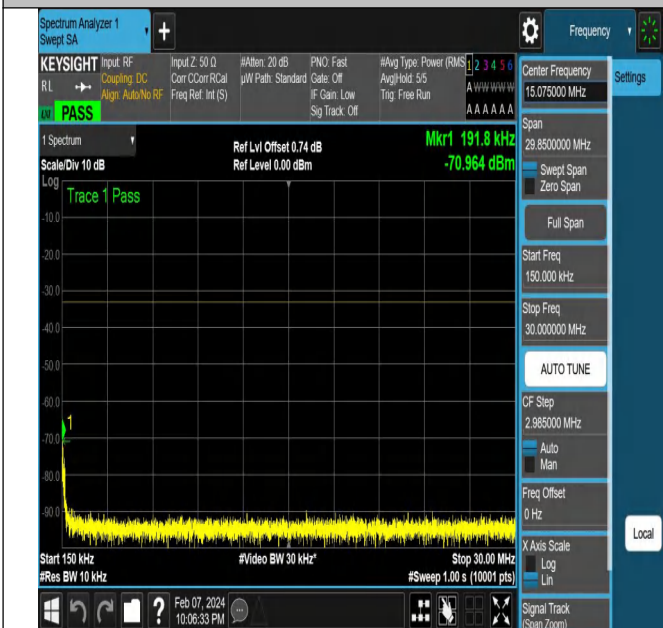 Spectrum Analyzer 1
Swept SA
Frequency
KEYSIGHT
RL
PASS
Input: RF
Coupling: DC
Align: Auto/No RF
Input Z: 50 Ω
Corr CCorr RCal
Freq Ref: Int (S)
#Atten: 20 dB
µW Path: Standard
PNO: Fast
Gate: Off
IF Gain: Low
Sig Track: Off
#Avg Type: Power (RMS
Avg|Hold: 5/5
Trig: Free Run
1 2 3 4 5 6
A W W W W W
A A A A A A
1 Spectrum
Scale/Div 10 dB
Log
Ref Lvl Offset 0.74 dB
Ref Level 0.00 dBm
Mkr1 191.8 kHz
-70.964 dBm
Trace 1 Pass
-10.0
-20.0
-30.0
-40.0
-50.0
-60.0
-70.0
-80.0
-90.0
1
Start 150 kHz
#Res BW 10 kHz
#Video BW 30 kHz*
Stop 30.00 MHz
#Sweep 1.00 s (10001 pts)
Feb 07, 2024
10:06:33 PM
Center Frequency
15.075000 MHz
Settings
Span
29.8500000 MHz
Swept Span
Zero Span
Full Span
Start Freq
150.000 kHz
Stop Freq
30.000000 MHz
AUTO TUNE
CF Step
2.985000 MHz
Auto
Man
Freq Offset
0 Hz
X Axis Scale
Log
Lin
Local
Signal Track
(Span Zoom)